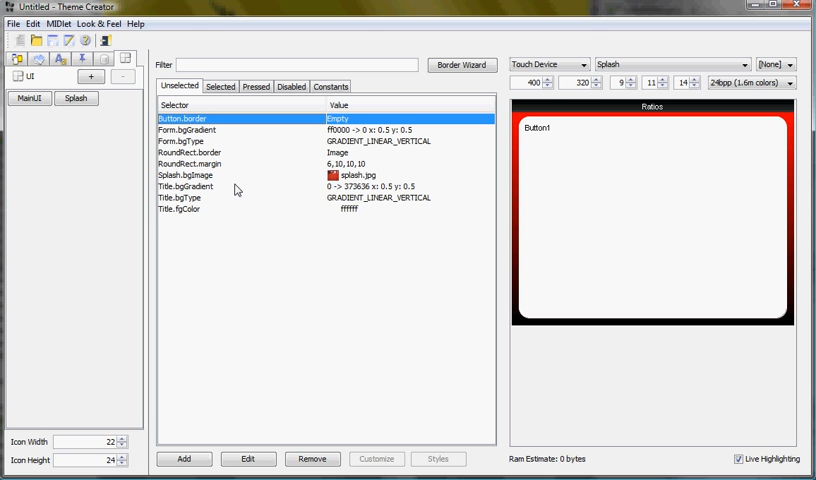 Untitled - Theme Creator
File Edit MIDlet Look & Feel Help
UI + -
MainUI Splash
Icon Width 22
Icon Height 24
Filter Border Wizard
Unselected Selected Pressed Disabled Constants
Selector Value
Button.border Empty
Form.bgGradient ff0000 -> 0 x: 0.5 y: 0.5
Form.bgType GRADIENT_LINEAR_VERTICAL
RoundRect.border Image
RoundRect.margin 6,10,10,10
Splash.bgImage splash.jpg
Title.bgGradient 0 -> 373636 x: 0.5 y: 0.5
Title.bgType GRADIENT_LINEAR_VERTICAL
Title.fgColor ffffff
Add Edit Remove Customize Styles
Touch Device Splash [None]
400 320 9 11 14 24bpp (1.6m colors)
Ratios
Button1
Ram Estimate: 0 bytes Live Highlighting